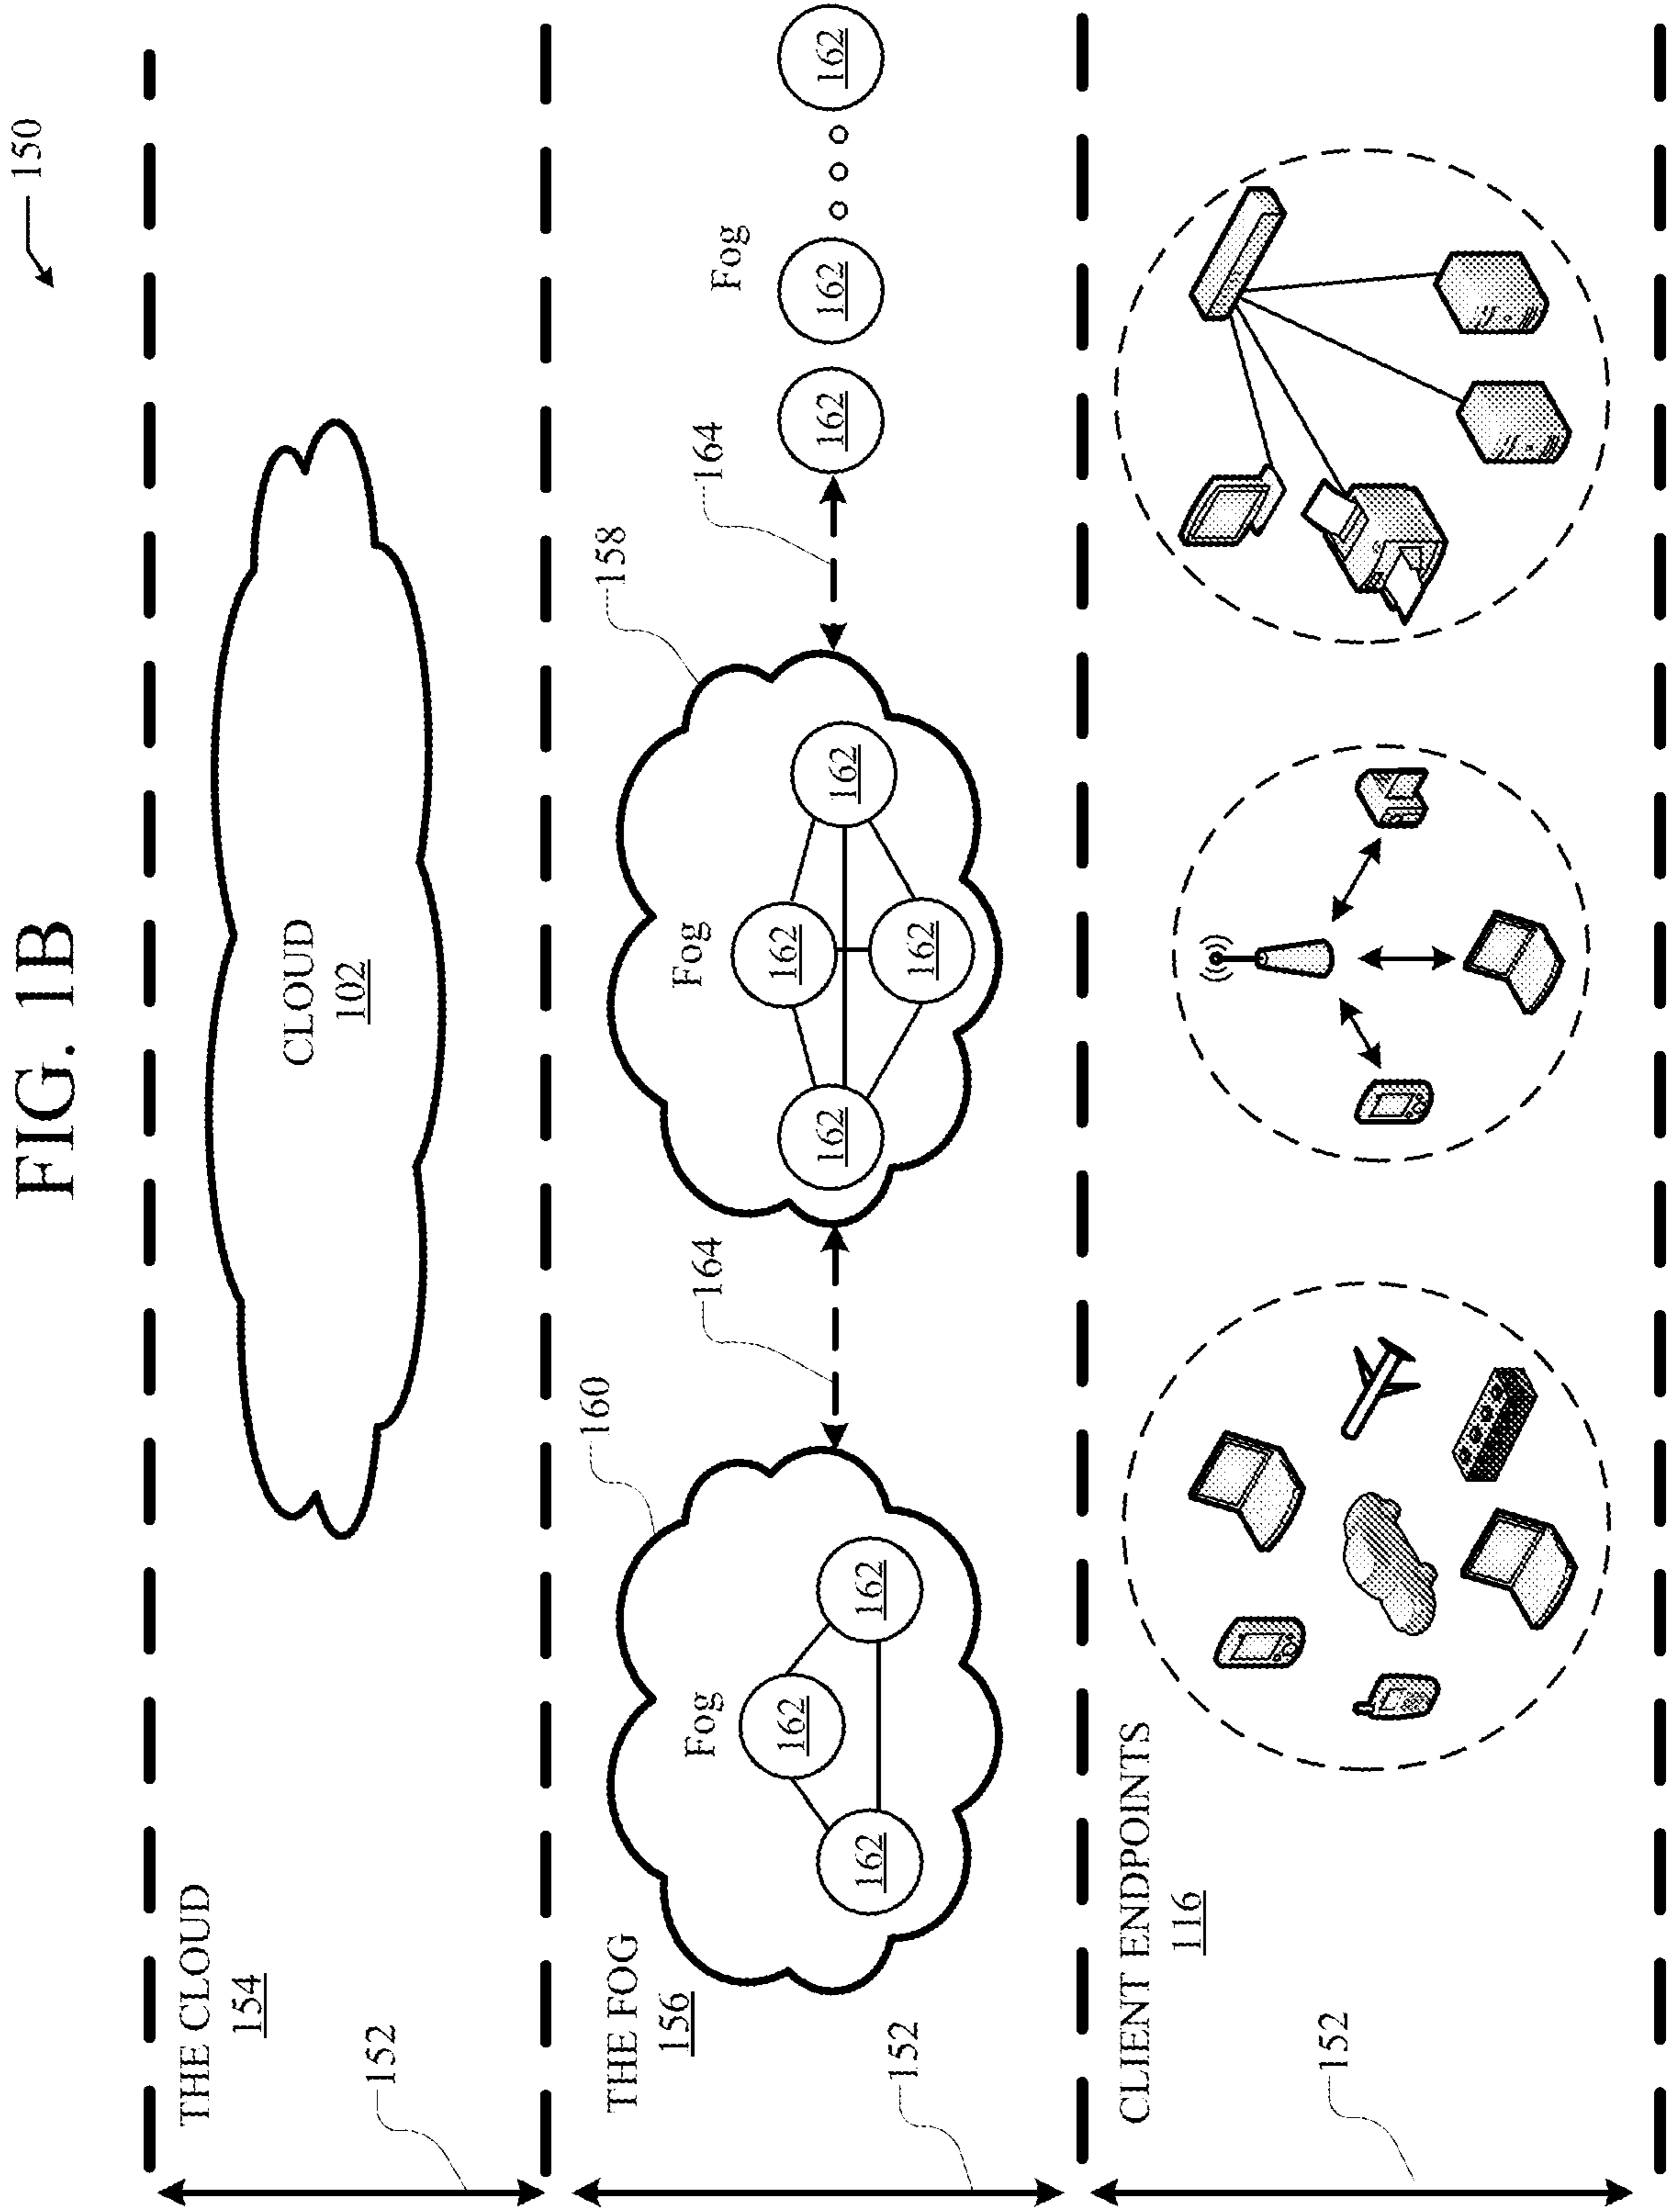 FIG. 1B
150
THE CLOUD
154
CLOUD
102
152
THE FOG
156
160
164
158
164
Fog
162
162
162
Fog
162
162
162
162
Fog
162
162
162
152
CLIENT ENDPOINTS
116
152